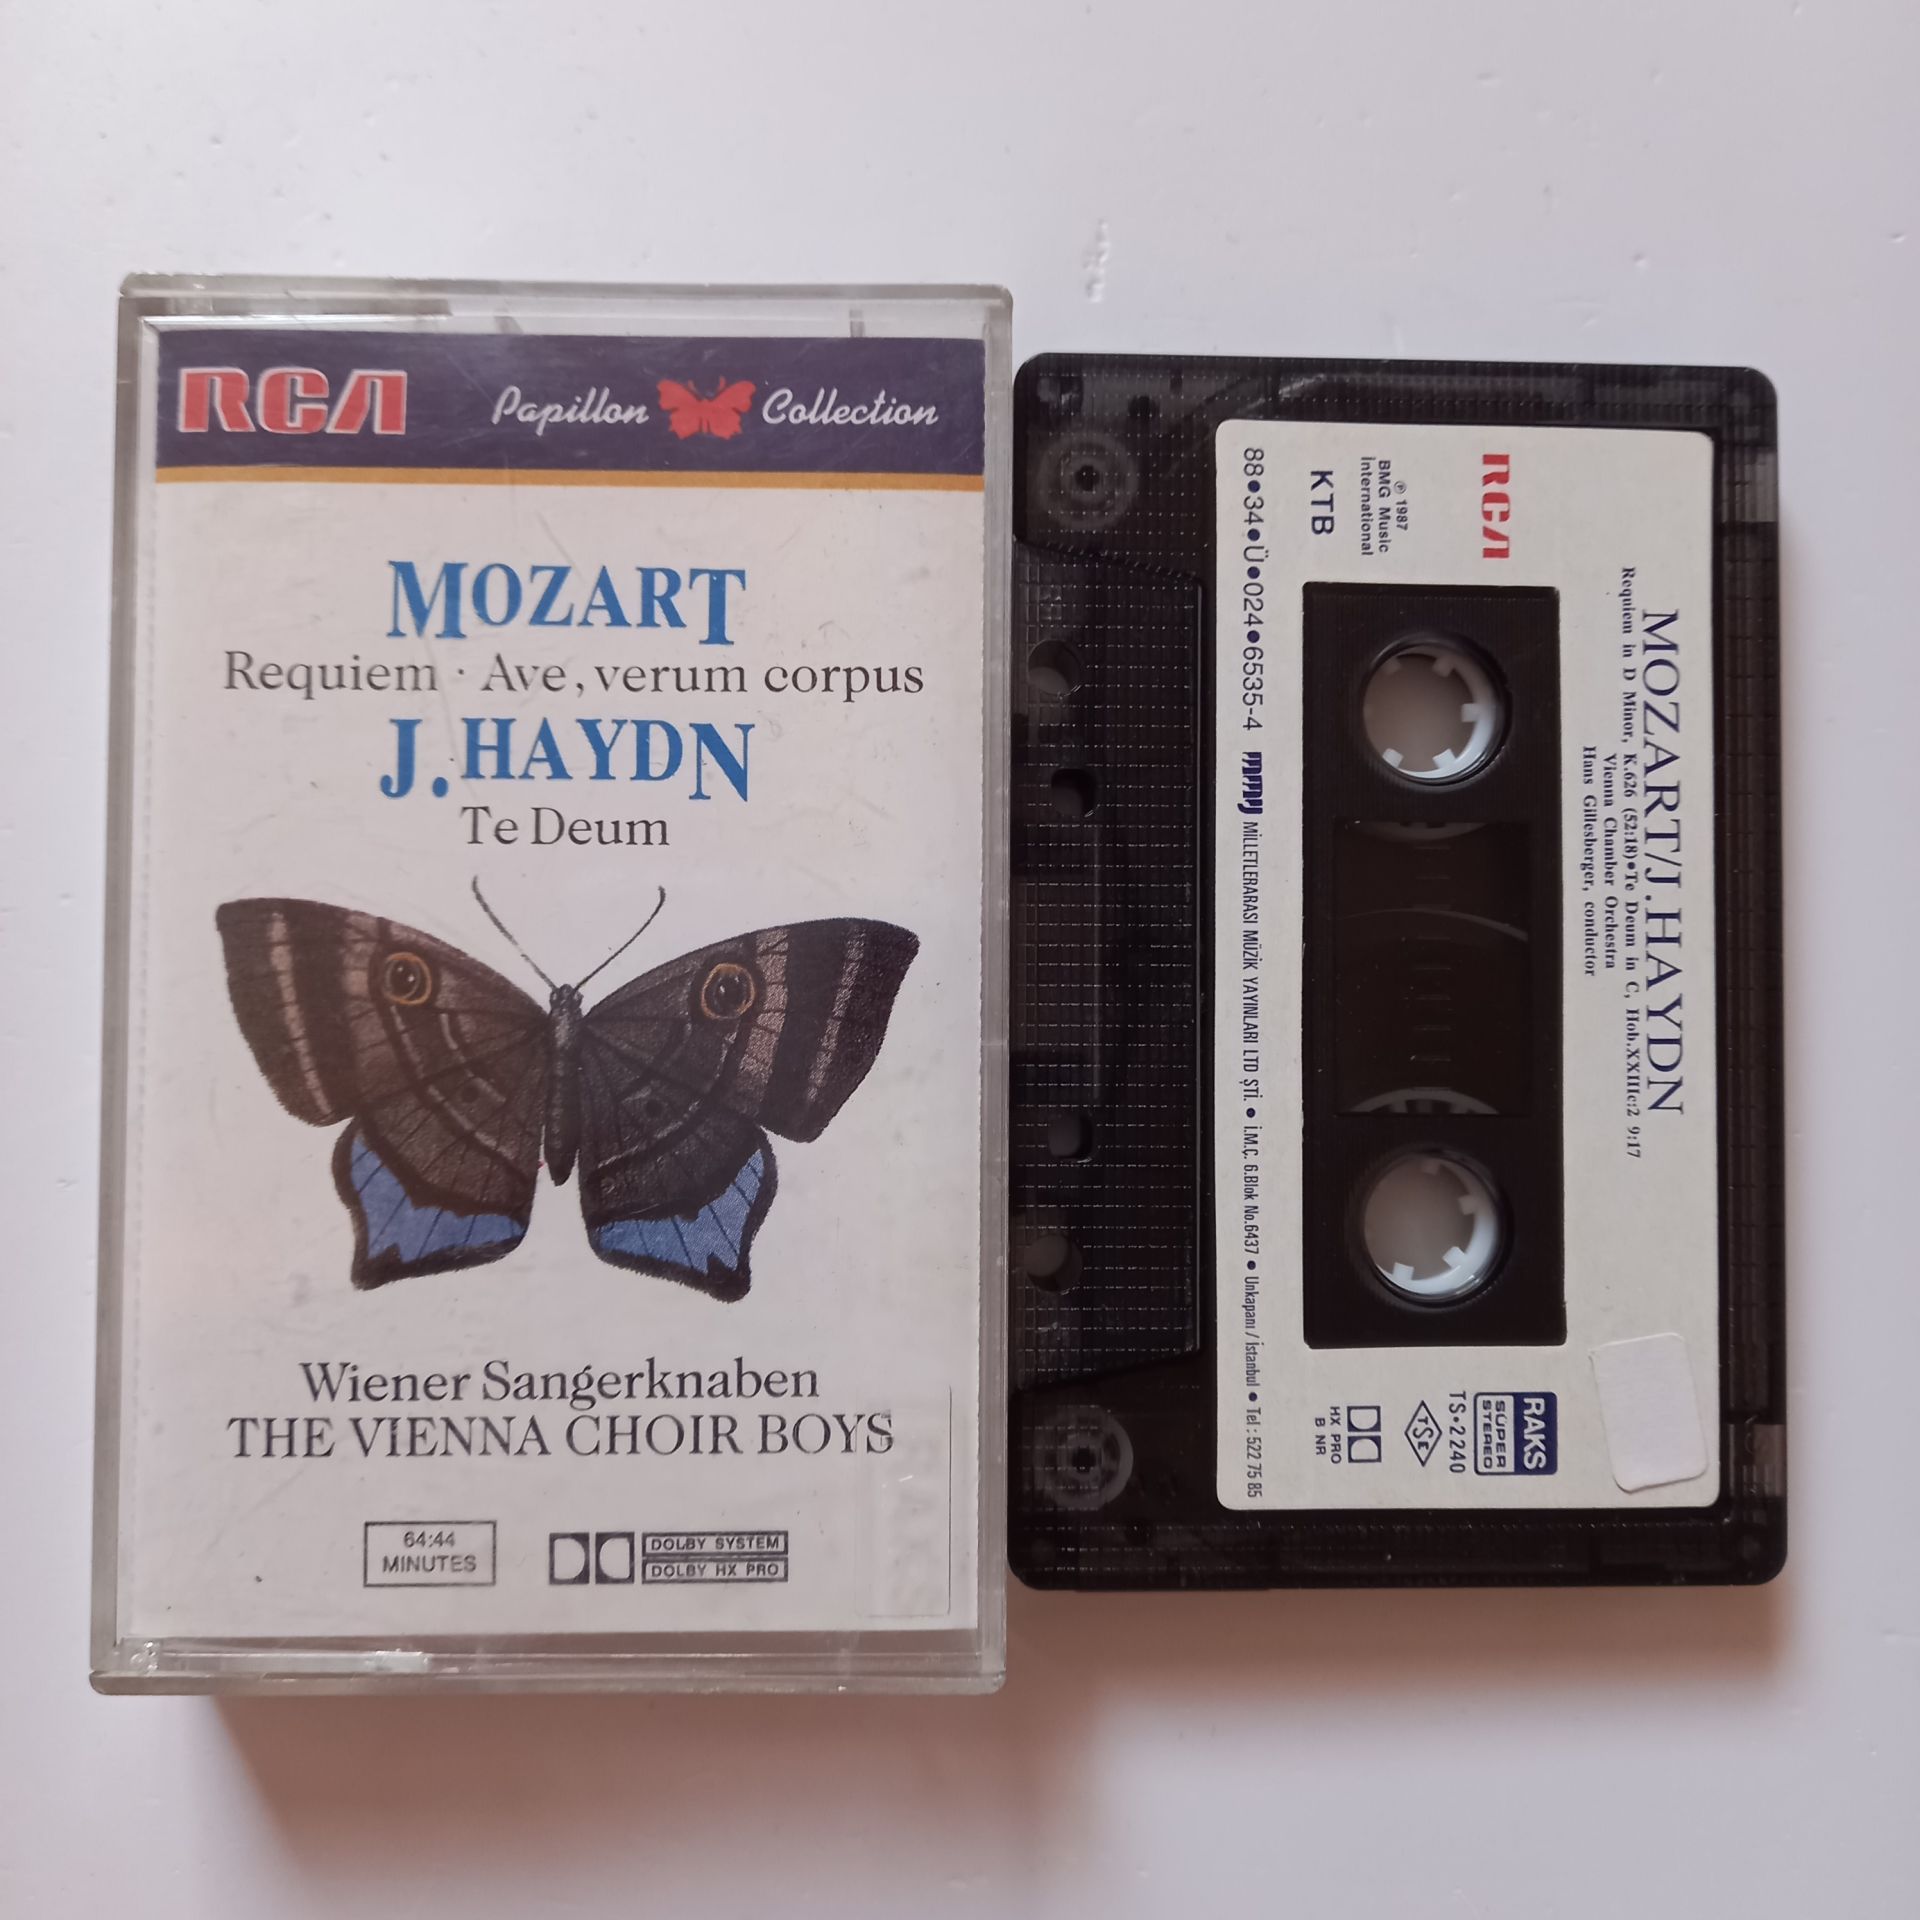 RCA Papillon Collection
MOZART
Requiem · Ave, verum corpus
J. HAYDN
Te Deum
Wiener Sangerknaben
THE VIENNA CHOIR BOYS
64:44
MINUTES
DOLBY SYSTEM
DOLBY HX PRO
MOZART/J.HAYDN
Requiem in D Minor, K.626 (52:18)•Te Deum in C, Hob.XXIIIc:2 9:17
Vienna Chamber Orchestra
Hans Gillesberger, conductor
RCA
℗ 1987
BMG Music
International
KTB
RAKS
SÜPER
STEREO
TS•2240
TSE
HX PRO
B NR
88•34•Ü•024•6535-4 MİLLETLERARASI MÜZİK YAYINLARI LTD ŞTİ. • İ.M.Ç. 6.Blok No.6437 • Unkapanı / İstanbul • Tel : 522 75 85